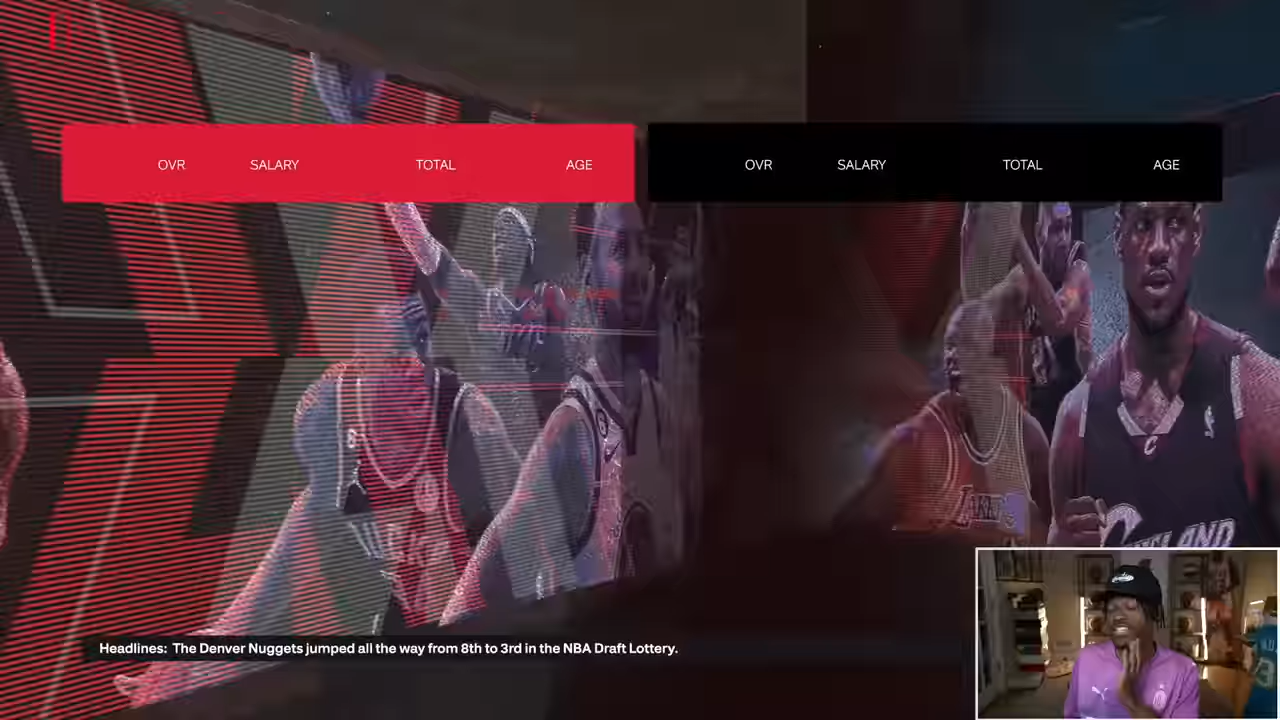 OVR SALARY TOTAL AGE
OVR SALARY TOTAL AGE
Headlines: The Denver Nuggets jumped all the way from 8th to 3rd in the NBA Draft Lottery.